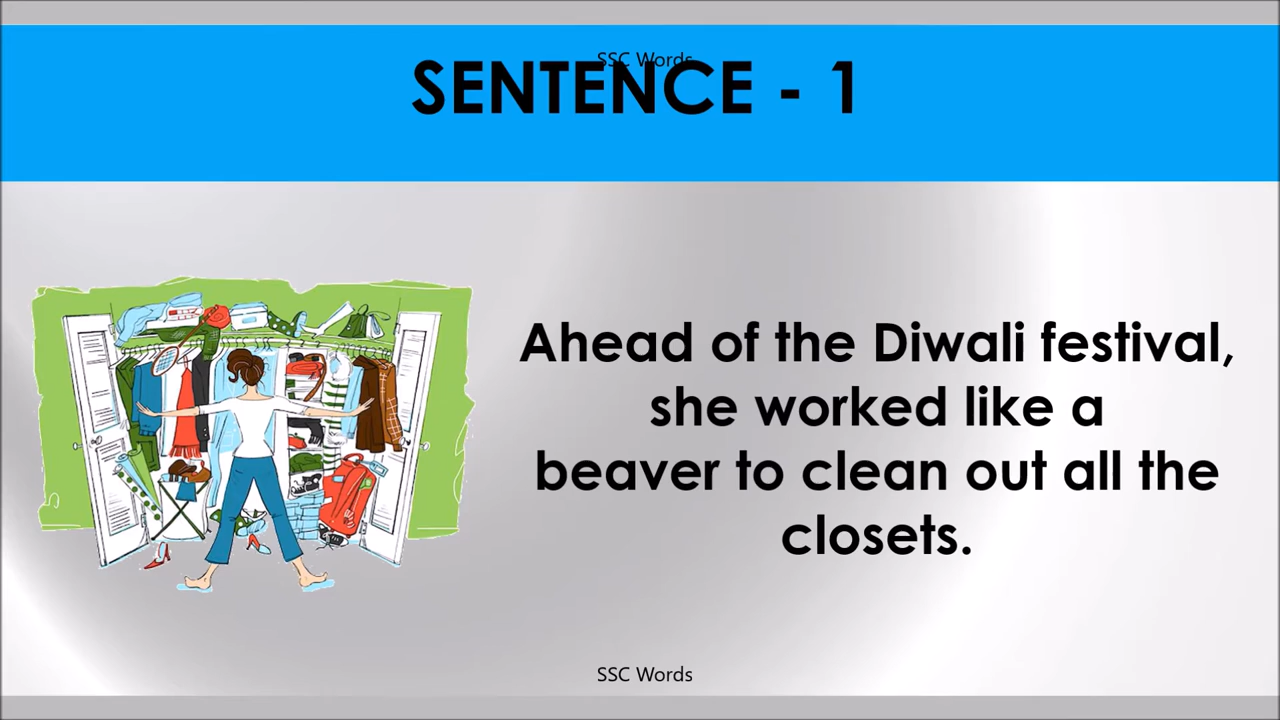 SSC Words
SENTENCE - 1
Ahead of the Diwali festival,
she worked like a
beaver to clean out all the
closets.
SSC Words